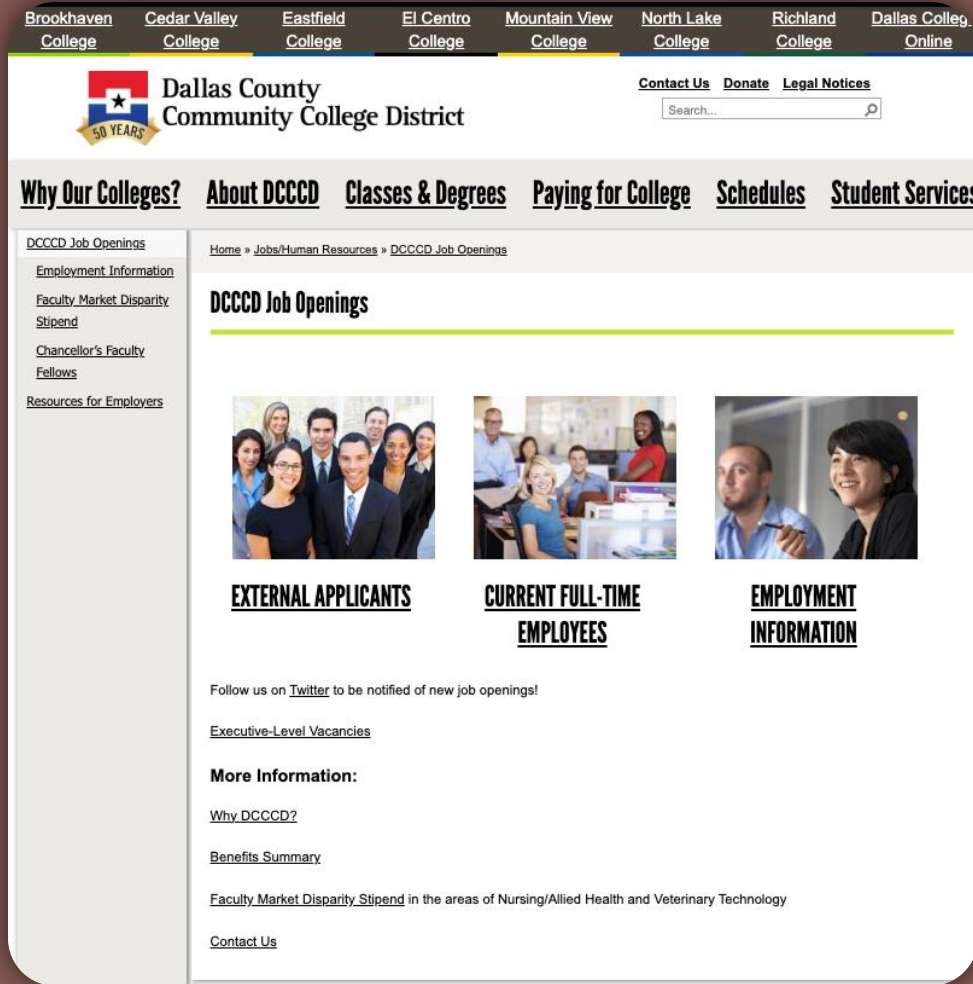 Brookhaven College
Cedar Valley College
Eastfield College
El Centro College
Mountain View College
North Lake College
Richland College
Dallas Colleg
Online
50 YEARS
Dallas County
Community College District
Contact Us Donate Legal Notices
Search...
Why Our Colleges? About DCCCD Classes & Degrees Paying for College Schedules Student Services
DCCCD Job Openings
Employment Information
Faculty Market Disparity
Stipend
Chancellor's Faculty
Fellows
Resources for Employers
Home » Jobs/Human Resources » DCCCD Job Openings
DCCCD Job Openings
EXTERNAL APPLICANTS
CURRENT FULL-TIME
EMPLOYEES
EMPLOYMENT
INFORMATION
Follow us on Twitter to be notified of new job openings!
Executive-Level Vacancies
More Information:
Why DCCCD?
Benefits Summary
Faculty Market Disparity Stipend in the areas of Nursing/Allied Health and Veterinary Technology
Contact Us